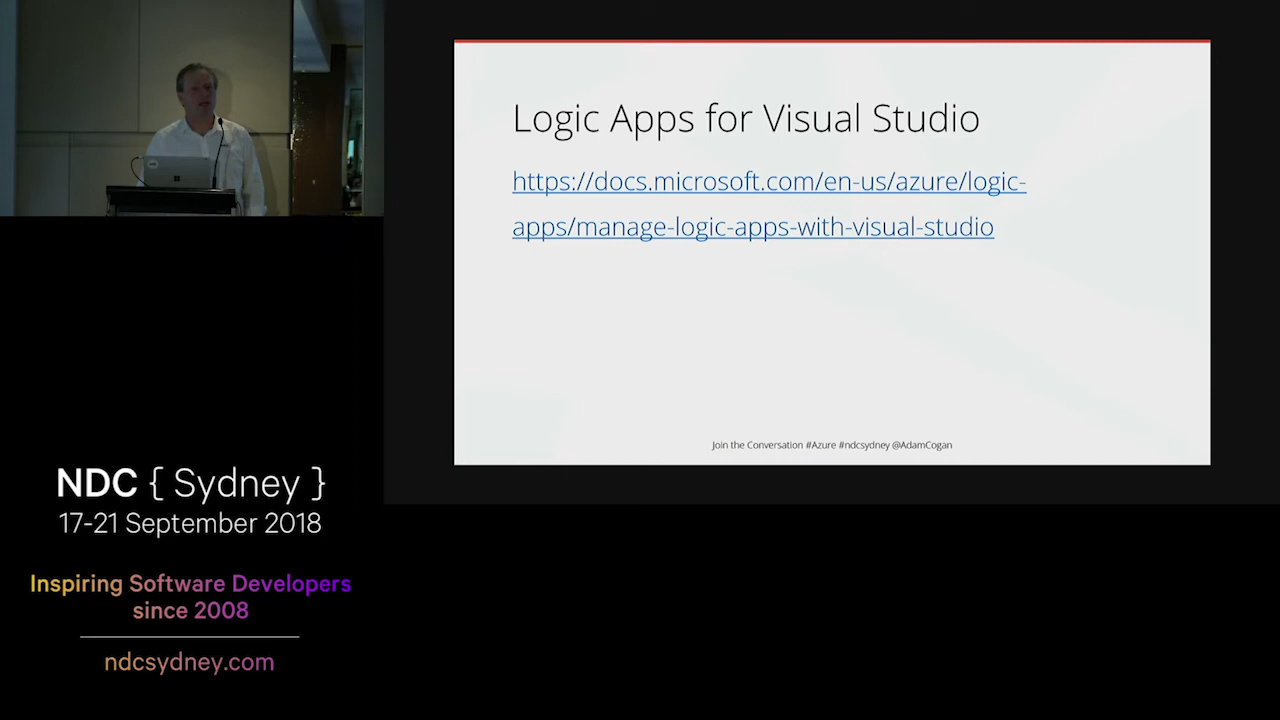 Logic Apps for Visual Studio
https://docs.microsoft.com/en-us/azure/logic-
apps/manage-logic-apps-with-visual-studio
Join the Conversation #Azure #ndcsydney @AdamCogan
NDC { Sydney }
17-21 September 2018
Inspiring Software Developers
since 2008
ndcsydney.com